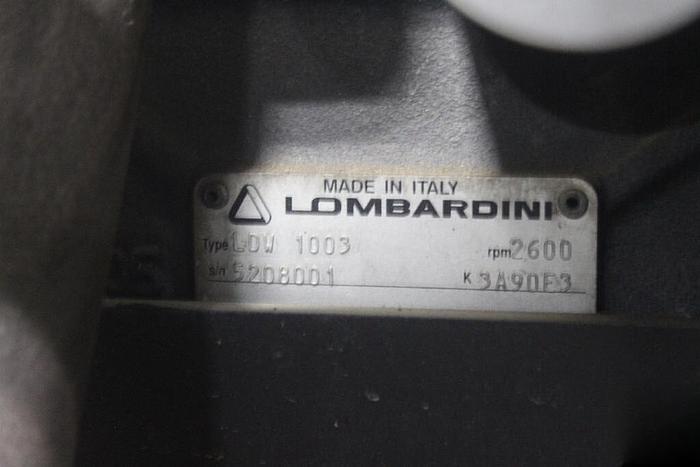 MADE IN ITALY
LOMBARDINI
Type LDW 1003 rpm 2600
s/n 5208001 K 3A90F3